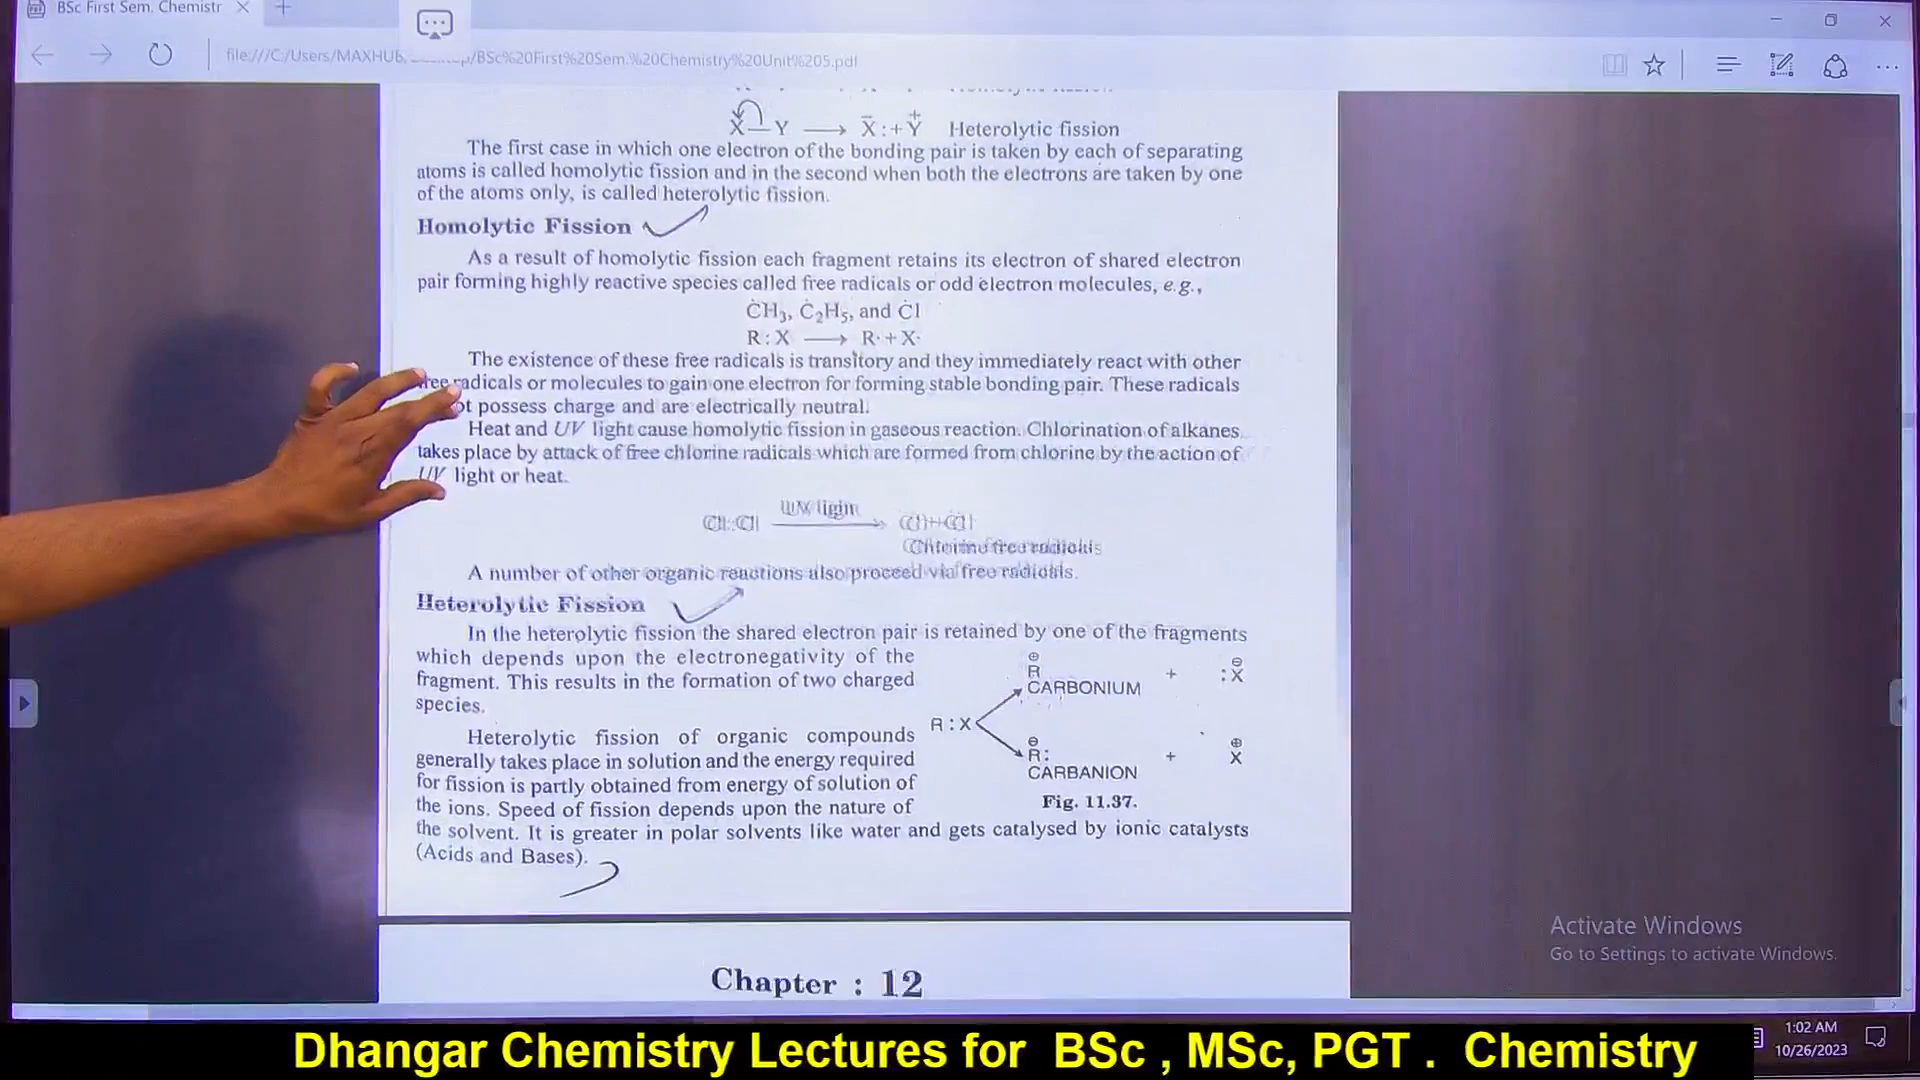 BSc First Sem. Chemistr
file:///C:/Users/MAXHUB, /BSc%20First%20Sem.%20Chemistry%20Unit%205.pdf
X—Y ⟶ X̄: + Y⁺ Heterolytic fission
The first case in which one electron of the bonding pair is taken by each of separating
atoms is called homolytic fission and in the second when both the electrons are taken by one
of the atoms only, is called heterolytic fission.
Homolytic Fission
As a result of homolytic fission each fragment retains its electron of shared electron
pair forming highly reactive species called free radicals or odd electron molecules, e.g.,
ĊH₃, Ċ₂H₅, and Ċl
R : X ⟶ R· + X·
The existence of these free radicals is transitory and they immediately react with other
free radicals or molecules to gain one electron for forming stable bonding pair. These radicals
possess charge and are electrically neutral.
Heat and UV light cause homolytic fission in gaseous reaction. Chlorination of alkanes
takes place by attack of free chlorine radicals which are formed from chlorine by the action of
UV light or heat.
UV light
Cl:Cl ⟶ Ċl+Ċl
Chlorine free radicals
A number of other organic reactions also proceed via free radicals.
Heterolytic Fission
In the heterolytic fission the shared electron pair is retained by one of the fragments
which depends upon the electronegativity of the
fragment. This results in the formation of two charged
species.
Heterolytic fission of organic compounds
generally takes place in solution and the energy required
for fission is partly obtained from energy of solution of
the ions. Speed of fission depends upon the nature of
the solvent. It is greater in polar solvents like water and gets catalysed by ionic catalysts
(Acids and Bases).
⊕ ⊖
R + :X
CARBONIUM
R : X
⊖ ⊕
R: + X
CARBANION
Fig. 11.37.
Chapter : 12
Activate Windows
Go to Settings to activate Windows.
1:02 AM
10/26/2023
Dhangar Chemistry Lectures for BSc , MSc, PGT . Chemistry